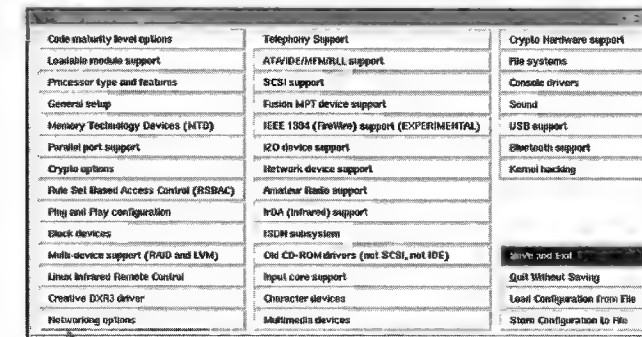 Code maturity level options
Loadable module support
Processor type and features
General setup
Memory Technology Devices (MTD)
Parallel port support
Crypto options
Rule Set Based Access Control (RSBAC)
Plug and Play configuration
Block devices
Multi-device support (RAID and LVM)
Linux Infrared Remote Control
Creative DXR3 driver
Networking options
Telephony Support
ATA/IDE/MFM/RLL support
SCSI support
Fusion MPT device support
IEEE 1394 (FireWire) support (EXPERIMENTAL)
I2O device support
Network device support
Amateur Radio support
IrDA (infrared) support
ISDN subsystem
Old CD-ROM drivers (not SCSI, not IDE)
Input core support
Character devices
Multimedia devices
Crypto Hardware support
File systems
Console drivers
Sound
USB support
Bluetooth support
Kernel hacking
Save and Exit
Quit Without Saving
Load Configuration from File
Store Configuration to File